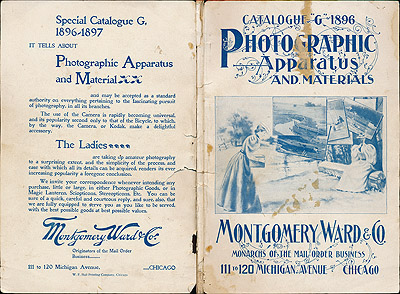 Special Catalogue G,
1896-1897
IT TELLS ABOUT
Photographic Apparatus
and Material
and may be accepted as a standard
authority on everything pertaining to the fascinating pursuit
of photography, in all its branches.
The use of the Camera is rapidly becoming universal,
and its popularity second only to that of the Bicycle, to which,
by the way, the Camera, or Kodak, make a delightful
accessory.
The Ladies
are taking up amateur photography
to a surprising extent, and the simplicity of the process, and
ease with which all its details can be acquired, renders its ever
increasing popularity a foregone conclusion.
We invite your correspondence whenever intending any
purchase, little or large, in either Photographic Goods, or in
Magic Lanterns, Sciopticons, Stereopticons, Etc. You can be
sure of a quick, careful and courteous reply, and sure, also, that
we are fully equipped to serve you as you like to be served,
with the best possible goods at best possible values.
Montgomery Ward & Co.
Originators of the Mail Order
Business
111 to 120 Michigan Avenue, CHICAGO
CATALOGUE-G-1896
PHOTOGRAPHIC
Apparatus
AND MATERIALS
MONTGOMERY WARD & CO.
MONARCHS OF THE MAIL ORDER BUSINESS
111 TO 120 MICHIGAN AVENUE CHICAGO